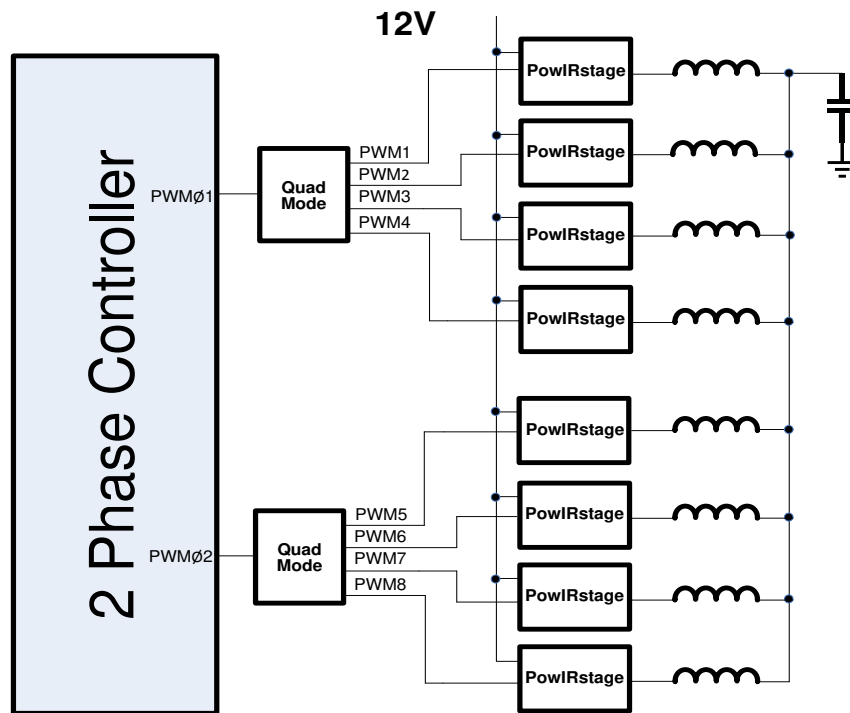 12V
2 Phase Controller
PWMø1
Quad
Mode
PWM1
PWM2
PWM3
PWM4
PowIRstage
PowIRstage
PowIRstage
PowIRstage
PWMø2
Quad
Mode
PWM5
PWM6
PWM7
PWM8
PowIRstage
PowIRstage
PowIRstage
PowIRstage